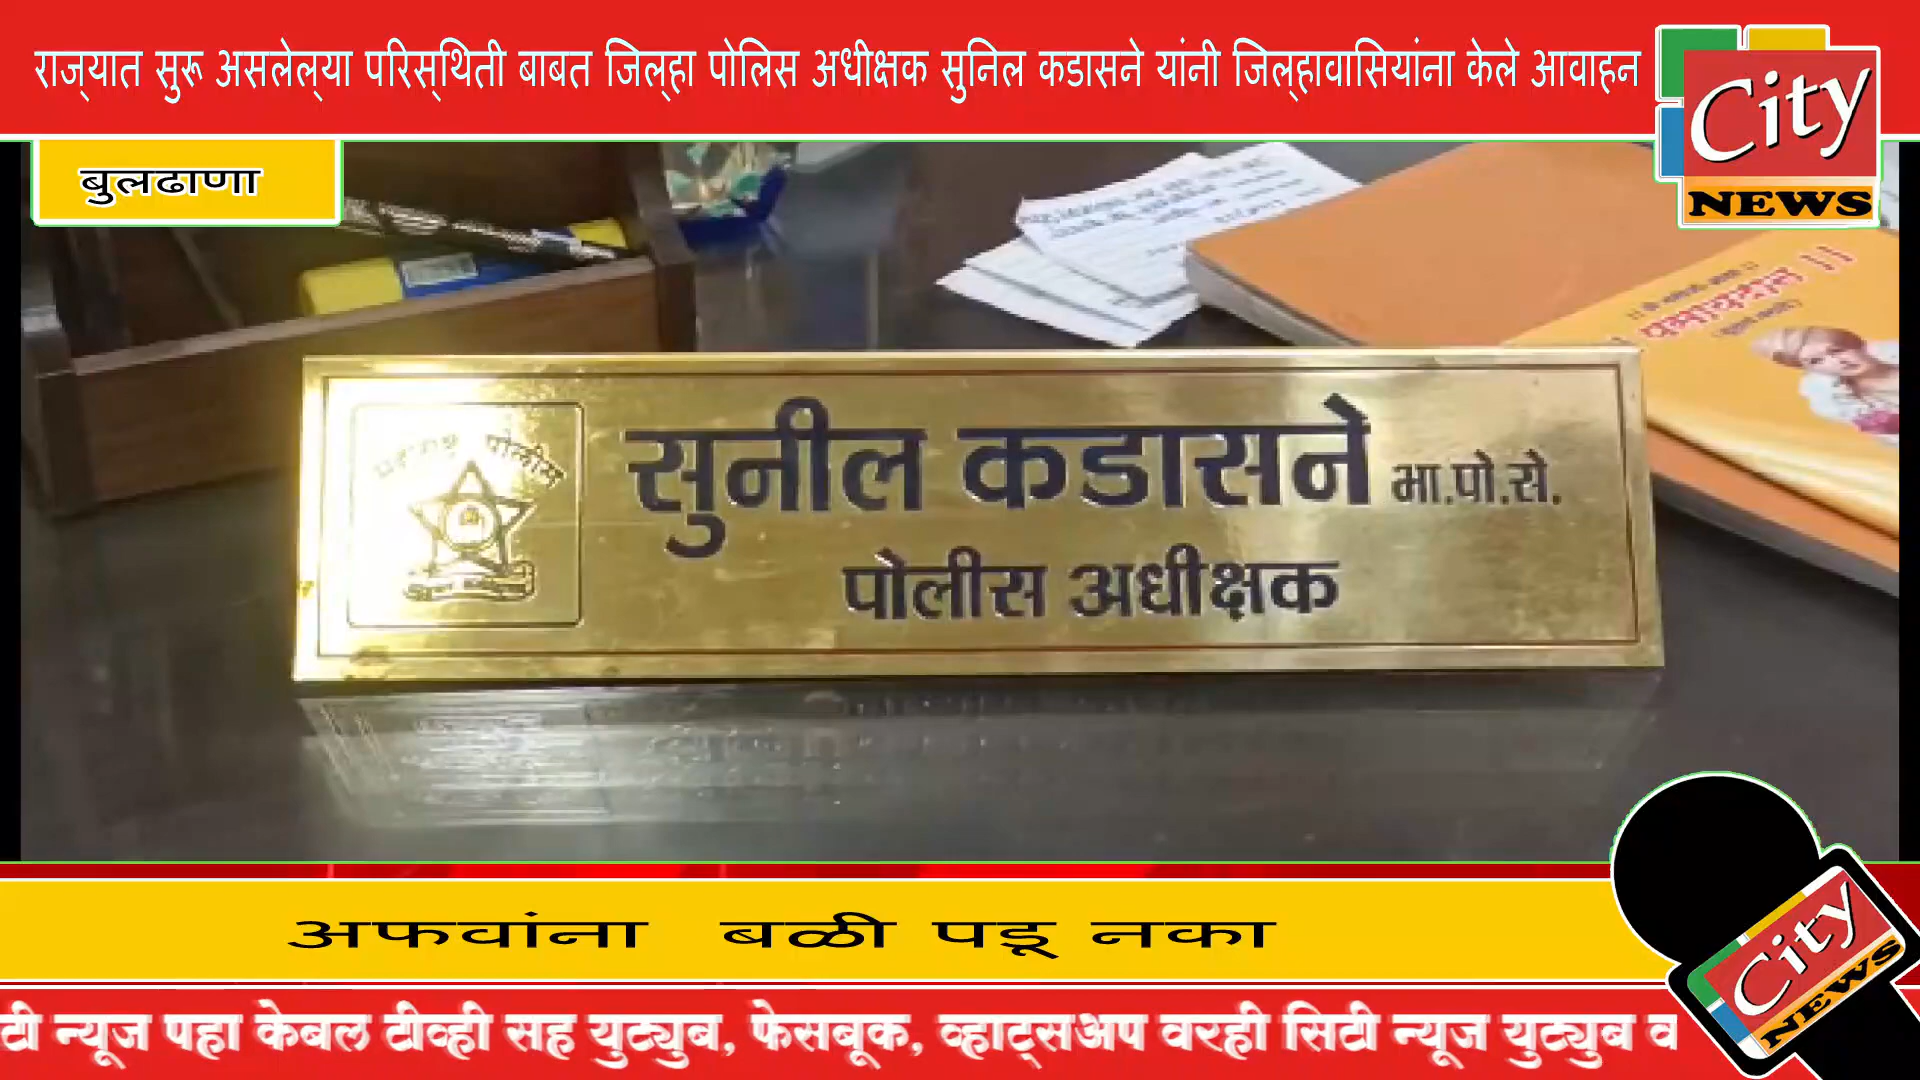 राज्यात सुरू असलेल्या परिस्थिती बाबत जिल्हा पोलिस अधीक्षक सुनिल कडासने यांनी जिल्हावासियांना केले आवाहन
City
NEWS
बुलढाणा
महाराष्ट्र पोलीस
सुनील कडासने भा.पो.से.
पोलीस अधीक्षक
अफवांना बळी पडू नका
City
NEWS
टी न्यूज पहा केबल टीव्ही सह युट्युब, फेसबूक, व्हाट्सअप वरही सिटी न्यूज युट्युब व